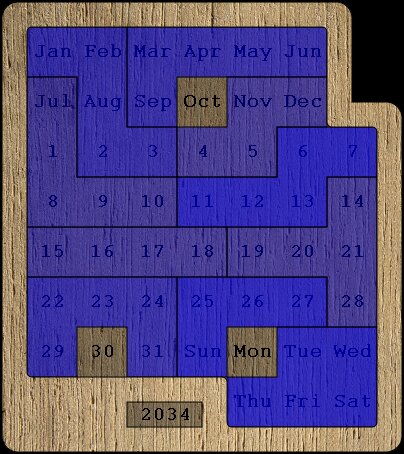 Jan Feb Mar Apr May Jun
Jul Aug Sep Oct Nov Dec
1 2 3 4 5 6 7
8 9 10 11 12 13 14
15 16 17 18 19 20 21
22 23 24 25 26 27 28
29 30 31 Sun Mon Tue Wed
Thu Fri Sat
2034